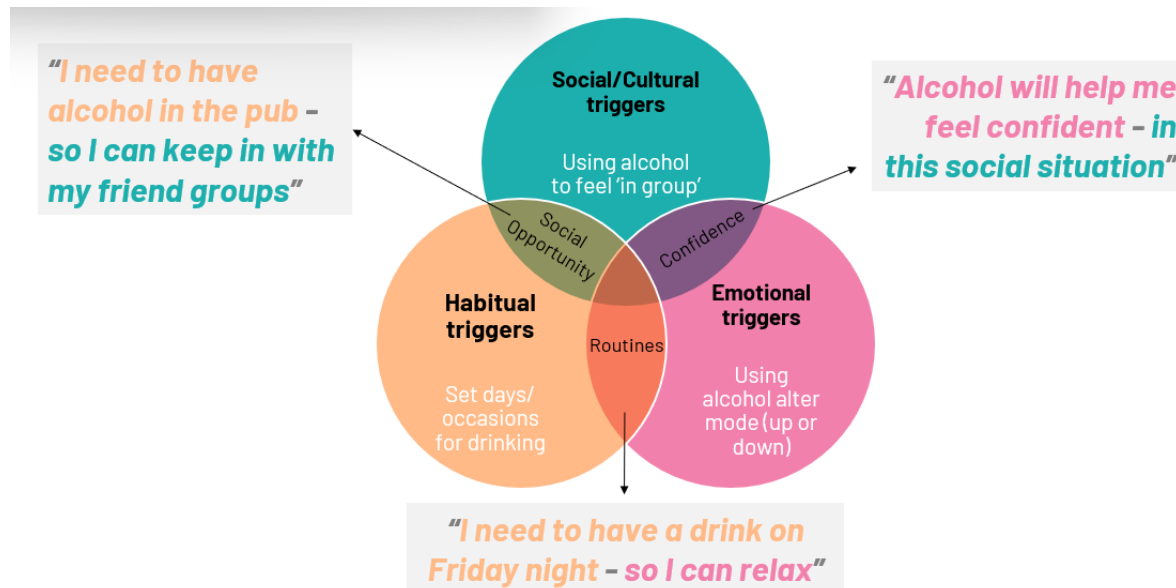 "I need to have
alcohol in the pub –
so I can keep in with
my friend groups"
Social/Cultural
triggers
Using alcohol
to feel 'in group'
"Alcohol will help me
feel confident – in
this social situation"
Social
Opportunity
Confidence
Habitual
triggers
Set days/
occasions
for drinking
Routines
Emotional
triggers
Using
alcohol alter
mode (up or
down)
"I need to have a drink on
Friday night – so I can relax"